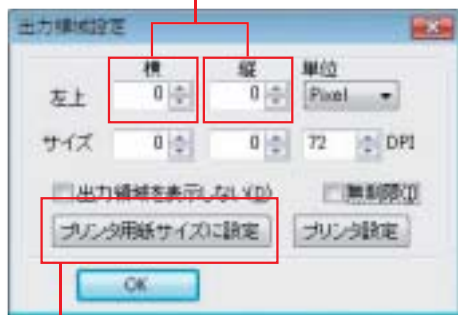 出力領域設定
横 縦 単位
左上 0 0 Pixel
サイズ 0 0 72 DPI
出力領域を表示しない(D) 無制限(I)
プリンタ用紙サイズに設定 プリンタ設定
OK